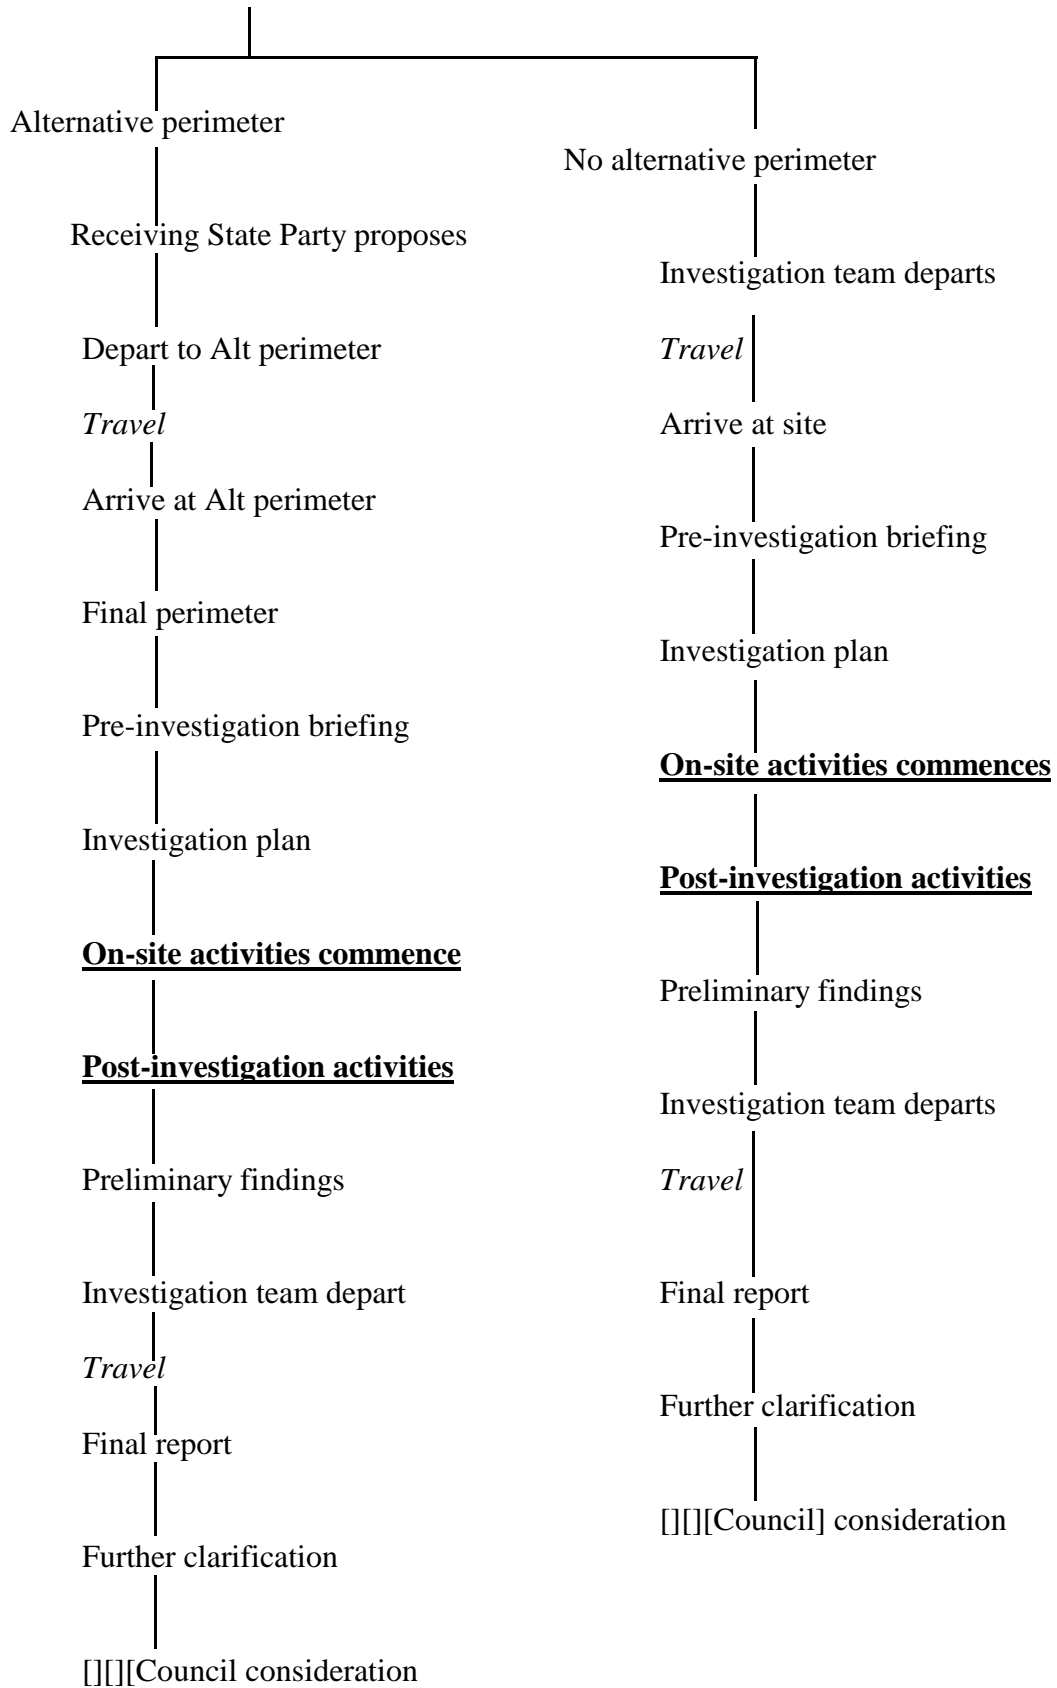 Alternative perimeter
Receiving State Party proposes
Depart to Alt perimeter
Travel
Arrive at Alt perimeter
Final perimeter
Pre-investigation briefing
Investigation plan
On-site activities commence
Post-investigation activities
Preliminary findings
Investigation team depart
Travel
Final report
Further clarification
[][][Council consideration
No alternative perimeter
Investigation team departs
Travel
Arrive at site
Pre-investigation briefing
Investigation plan
On-site activities commences
Post-investigation activities
Preliminary findings
Investigation team departs
Travel
Final report
Further clarification
[][][Council] consideration